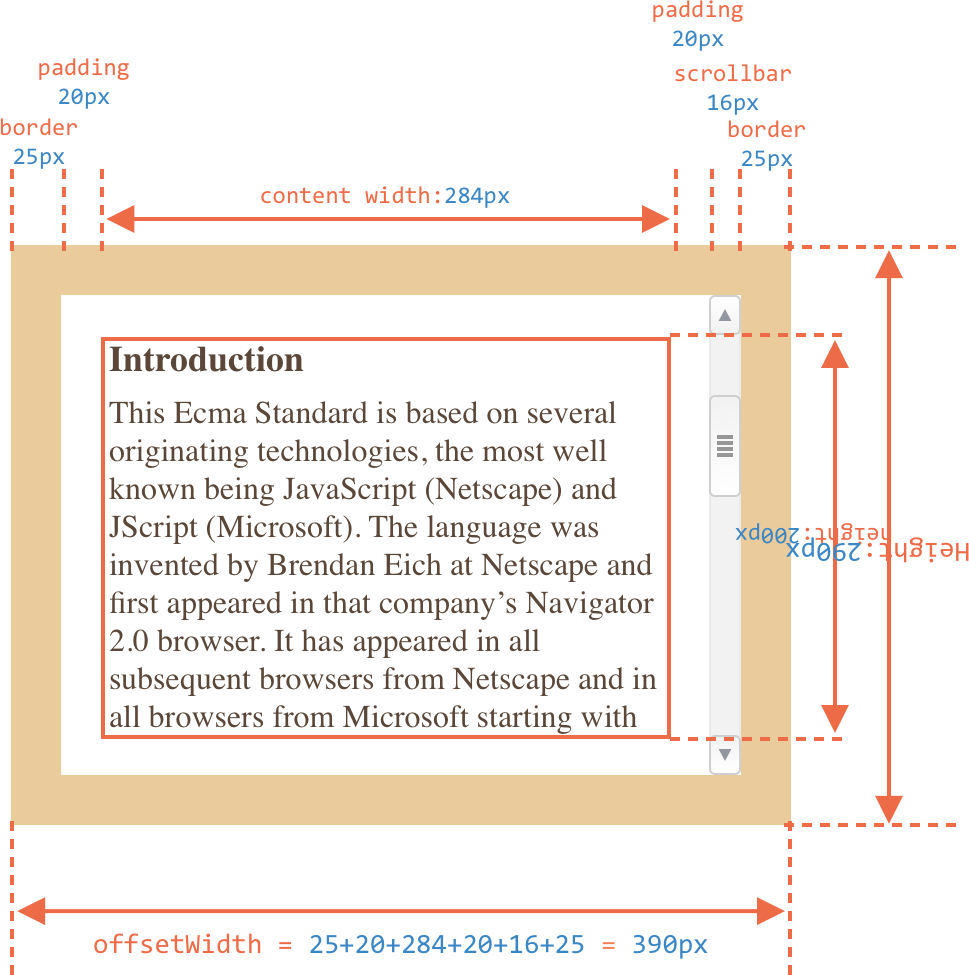 padding
20px
scrollbar
16px
border
25px
padding
20px
border
25px
content width:284px
Introduction
This Ecma Standard is based on several
originating technologies, the most well
known being JavaScript (Netscape) and
JScript (Microsoft). The language was
invented by Brendan Eich at Netscape and
first appeared in that company’s Navigator
2.0 browser. It has appeared in all
subsequent browsers from Netscape and in
all browsers from Microsoft starting with
height:200px
Height:290px
offsetWidth = 25+20+284+20+16+25 = 390px